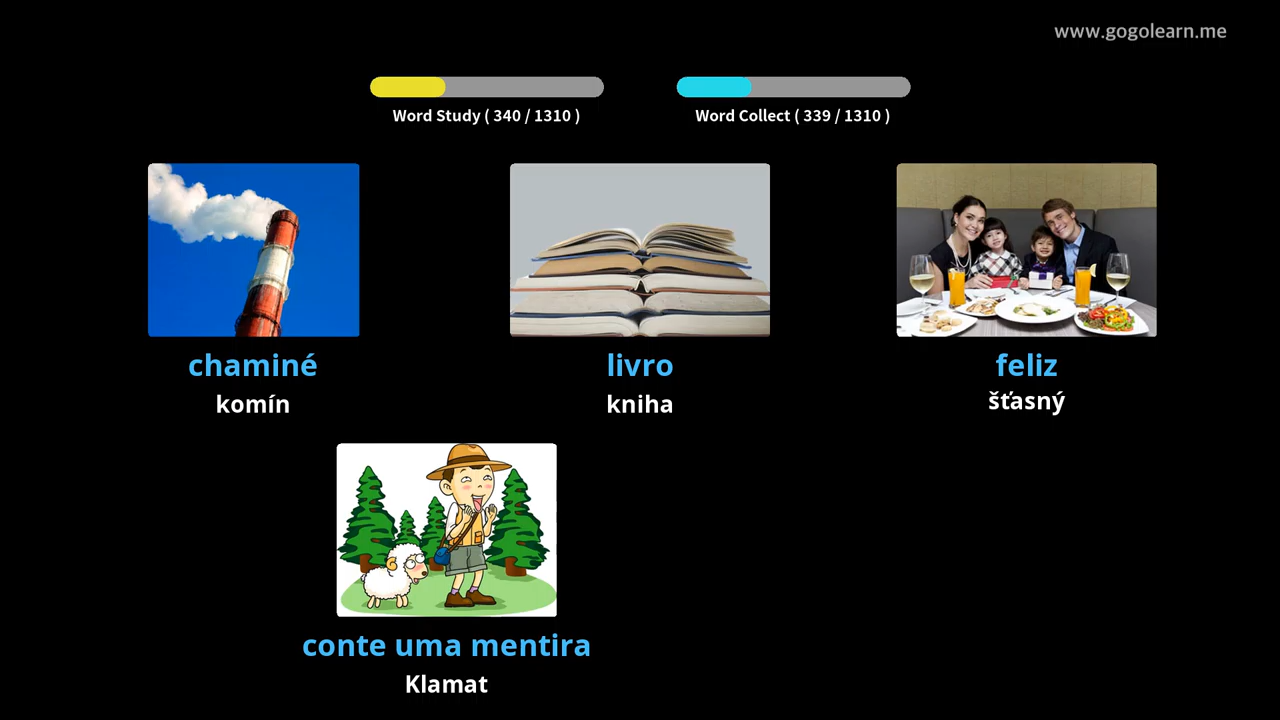 www.gogolearn.me
Word Study ( 340 / 1310 )
Word Collect ( 339 / 1310 )
chaminé
komín
livro
kniha
feliz
šťasný
conte uma mentira
Klamat